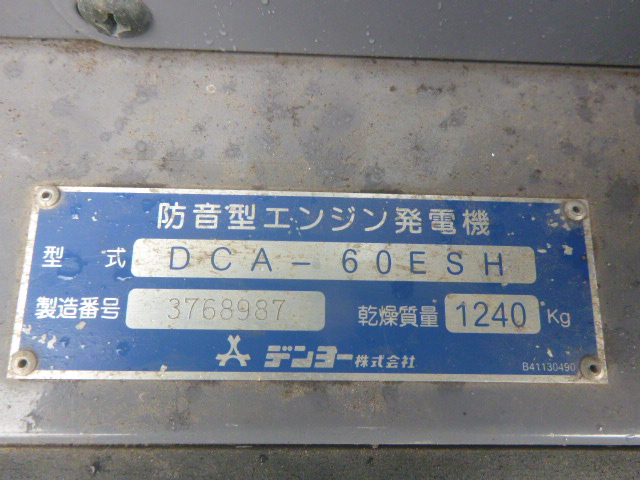 防音型エンジン発電機
型式 DCA-60ESH
製造番号 3768987 乾燥質量 1240 Kg
デンヨー株式会社 B41130490